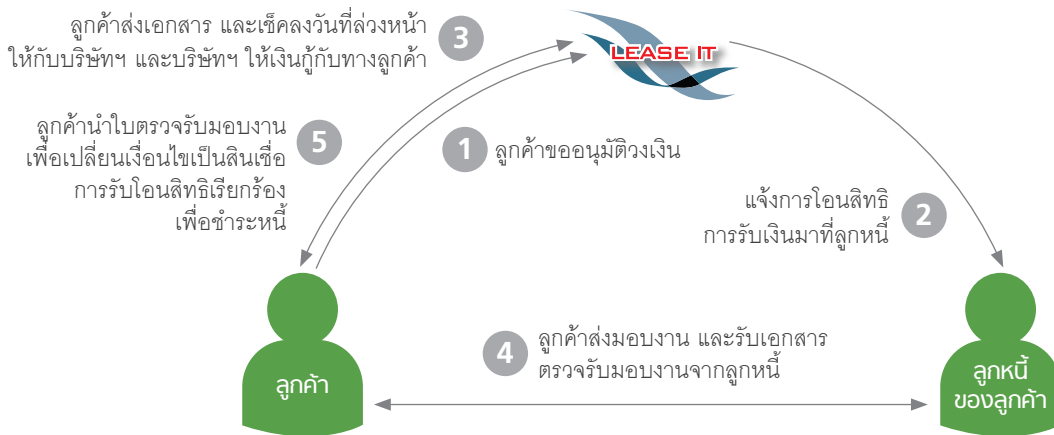 ลูกค้าส่งเอกสาร และเช็คลงวันที่ล่วงหน้า
ให้กับบริษัทฯ และบริษัทฯ ให้เงินกู้กับทางลูกค้า
3
LEASE IT
ลูกค้านำใบตรวจรับมอบงาน
เพื่อเปลี่ยนเงื่อนไขเป็นสินเชื่อ
การรับโอนสิทธิเรียกร้อง
เพื่อชำระหนี้
5
1 ลูกค้าขออนุมัติวงเงิน
แจ้งการโอนสิทธิ
การรับเงินมาที่ลูกหนี้
2
4
ลูกค้าส่งมอบงาน และรับเอกสาร
ตรวจรับมอบงานจากลูกหนี้
ลูกค้า
ลูกหนี้
ของลูกค้า